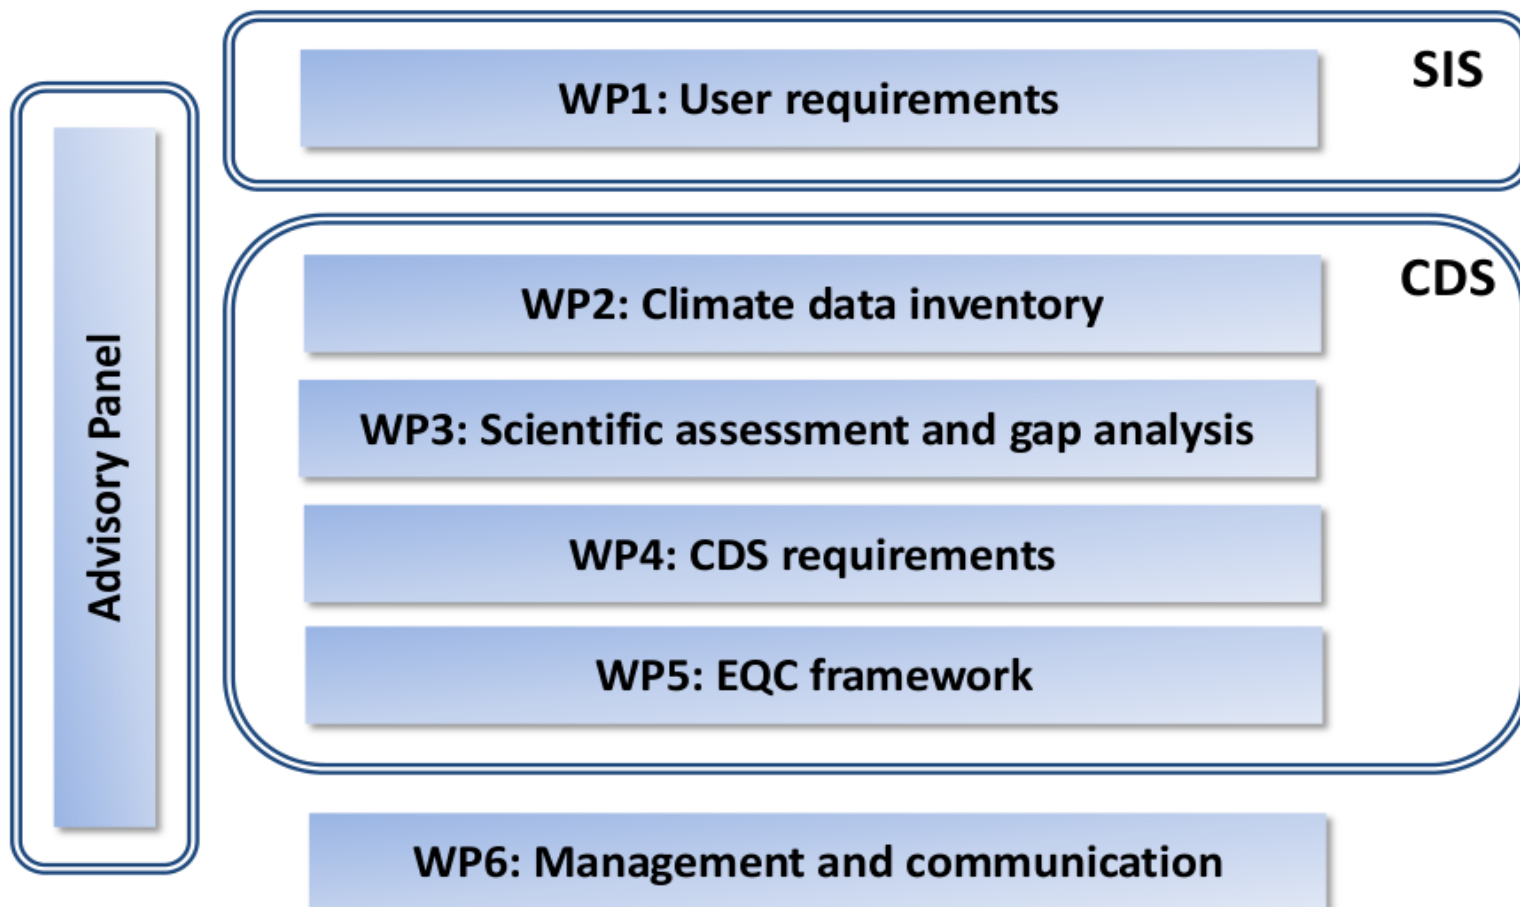 SIS
WP1: User requirements
CDS
WP2: Climate data inventory
WP3: Scientific assessment and gap analysis
WP4: CDS requirements
WP5: EQC framework
WP6: Management and communication
Advisory Panel